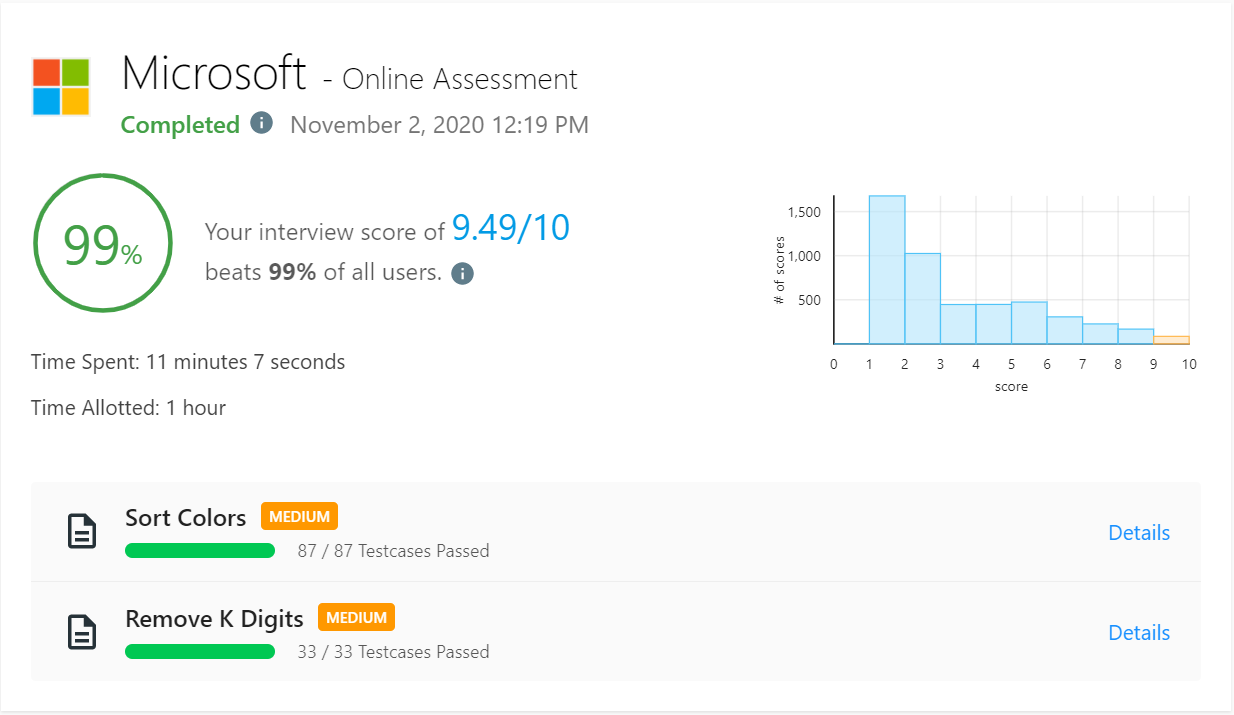 Microsoft - Online Assessment
Completed November 2, 2020 12:19 PM
99%
Your interview score of 9.49/10
beats 99% of all users.
Time Spent: 11 minutes 7 seconds
Time Allotted: 1 hour
# of scores
1,500
1,000
500
0 1 2 3 4 5 6 7 8 9 10
score
Sort Colors MEDIUM
87 / 87 Testcases Passed
Details
Remove K Digits MEDIUM
33 / 33 Testcases Passed
Details